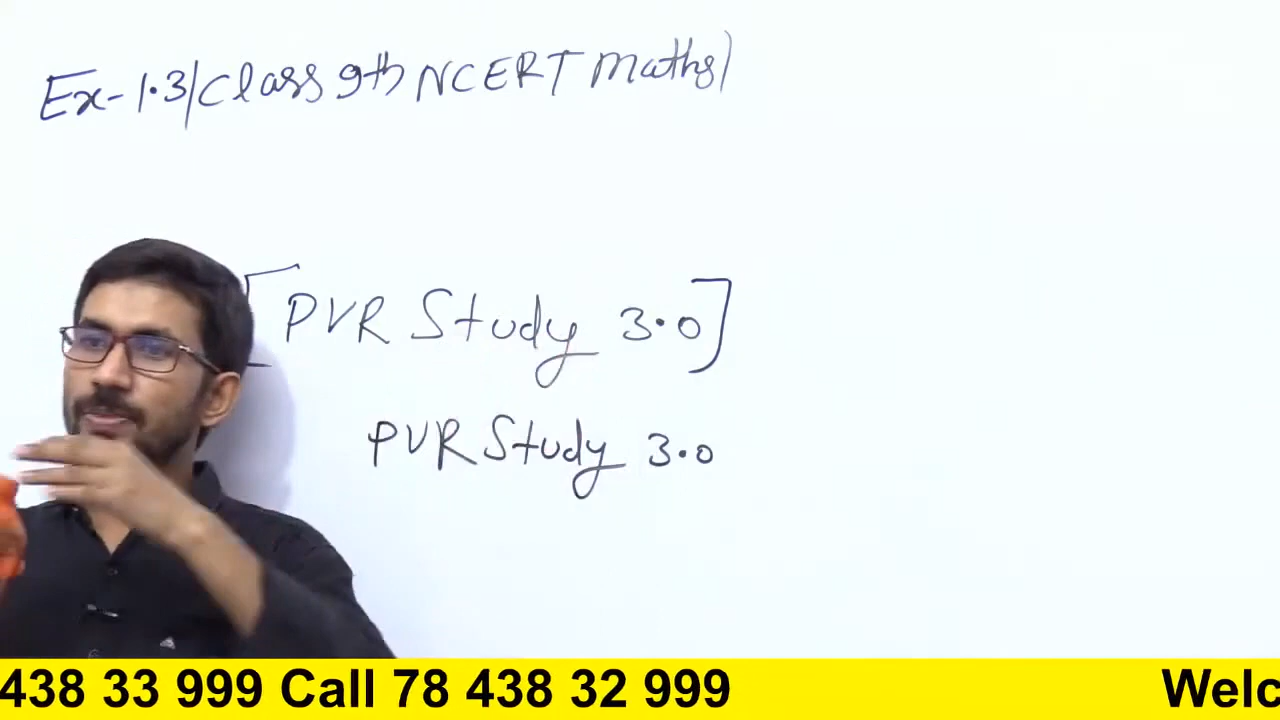 Ex-1.3/Class 9th NCERT Maths)
[PVR Study 3.0]
PVR Study 3.0
438 33 999 Call 78 438 32 999 Welc